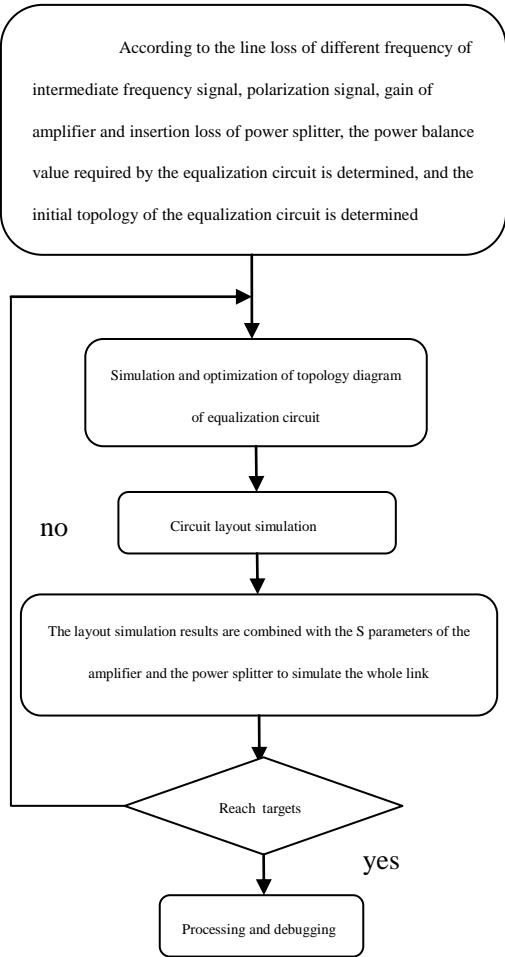 According to the line loss of different frequency of
intermediate frequency signal, polarization signal, gain of
amplifier and insertion loss of power splitter, the power balance
value required by the equalization circuit is determined, and the
initial topology of the equalization circuit is determined
Simulation and optimization of topology diagram
of equalization circuit
no
Circuit layout simulation
The layout simulation results are combined with the S parameters of the
amplifier and the power splitter to simulate the whole link
Reach targets
yes
Processing and debugging